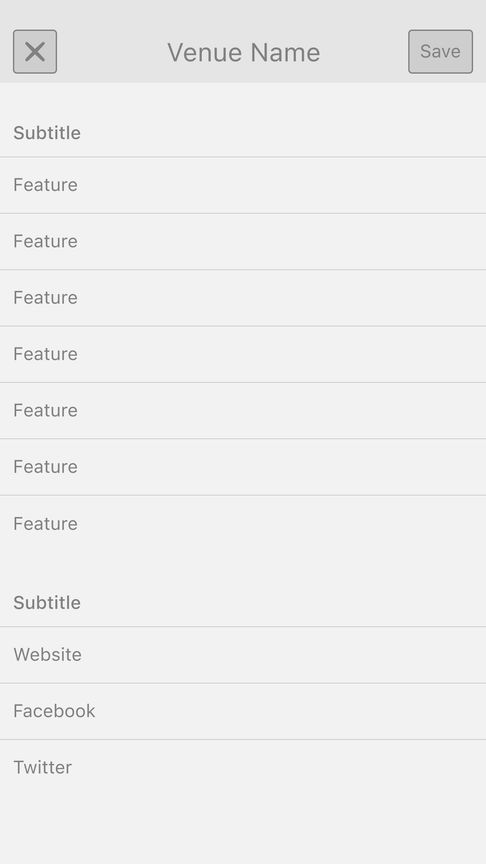 Venue Name
Save
Subtitle
Feature
Feature
Feature
Feature
Feature
Feature
Feature
Subtitle
Website
Facebook
Twitter